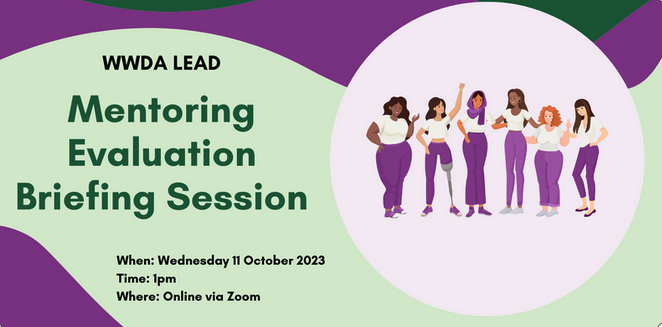 WWDA LEAD
Mentoring
Evaluation
Briefing Session
When: Wednesday 11 October 2023
Time: 1pm
Where: Online via Zoom